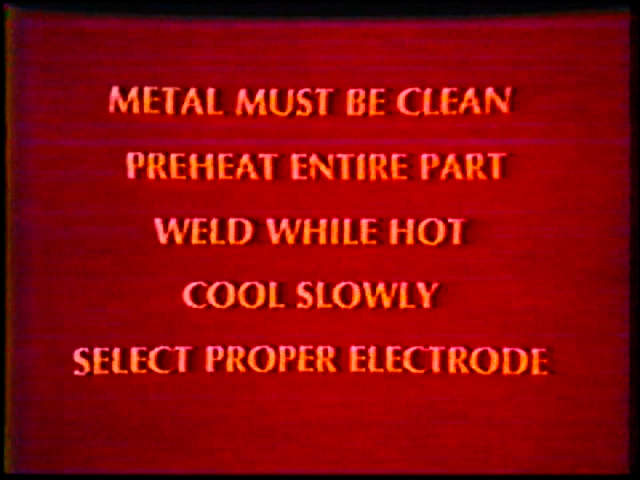 METAL MUST BE CLEAN
PREHEAT ENTIRE PART
WELD WHILE HOT
COOL SLOWLY
SELECT PROPER ELECTRODE